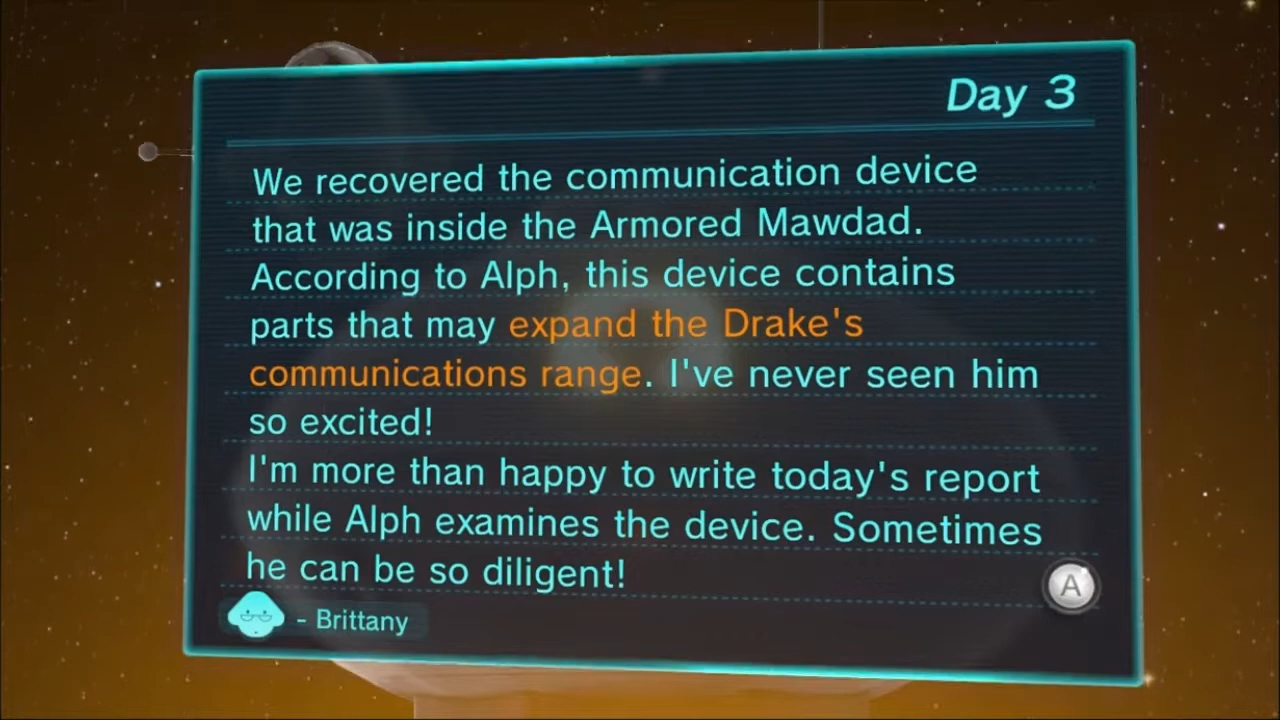 Day 3
We recovered the communication device
that was inside the Armored Mawdad.
According to Alph, this device contains
parts that may expand the Drake's
communications range. I've never seen him
so excited!
I'm more than happy to write today's report
while Alph examines the device. Sometimes
he can be so diligent!
A
- Brittany